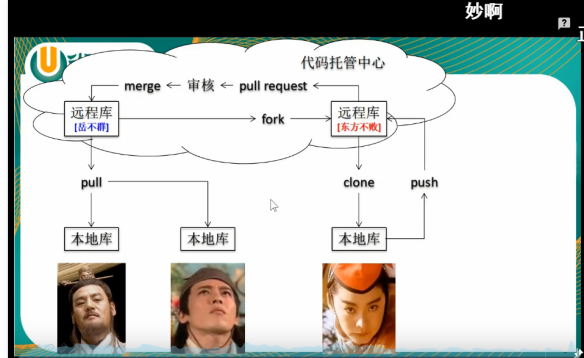 妙啊
代码托管中心
merge ← 审核 ← pull request
远程库
[岳不群]
fork
远程库
[东方不败]
pull
clone
push
本地库
本地库
本地库